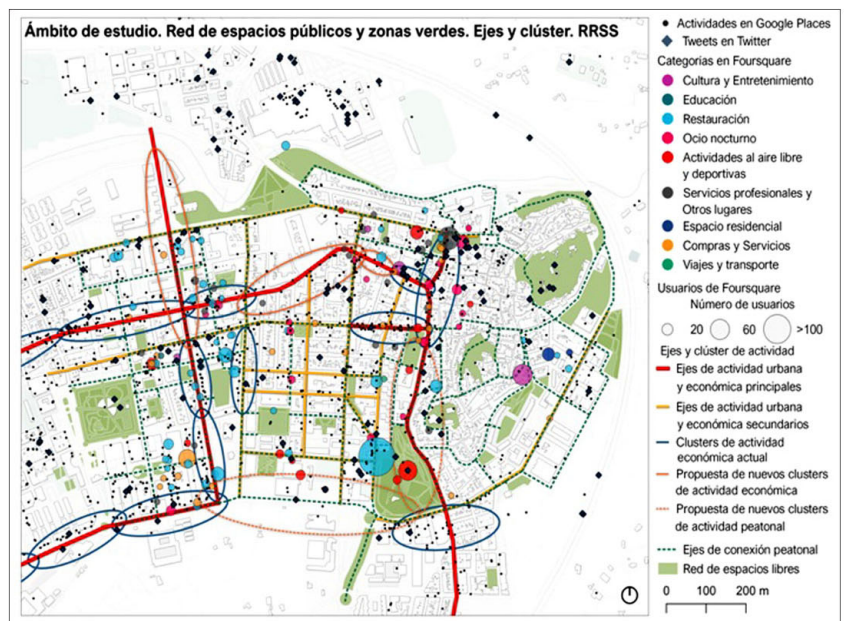 Ámbito de estudio. Red de espacios públicos y zonas verdes. Ejes y clúster. RRSS
Actividades en Google Places
Tweets en Twitter
Categorias en Foursquare
Cultura y Entretenimiento
Educación
Restauración
Ocio nocturno
Actividades al aire libre
y deportivas
Servicios profesionales y
Otros lugares
Espacio residencial
Compras y Servicios
Viajes y transporte
Usuarios de Foursquare
Número de usuarios
20 60 >100
Ejes y clúster de actividad
Ejes de actividad urbana
y económica principales
Ejes de actividad urbana
y económica secundarios
Clusters de actividad
económica actual
Propuesta de nuevos clusters
de actividad económica
Propuesta de nuevos clusters
de actividad peatonal
Ejes de conexión peatonal
Red de espacios libres
0 100 200 m